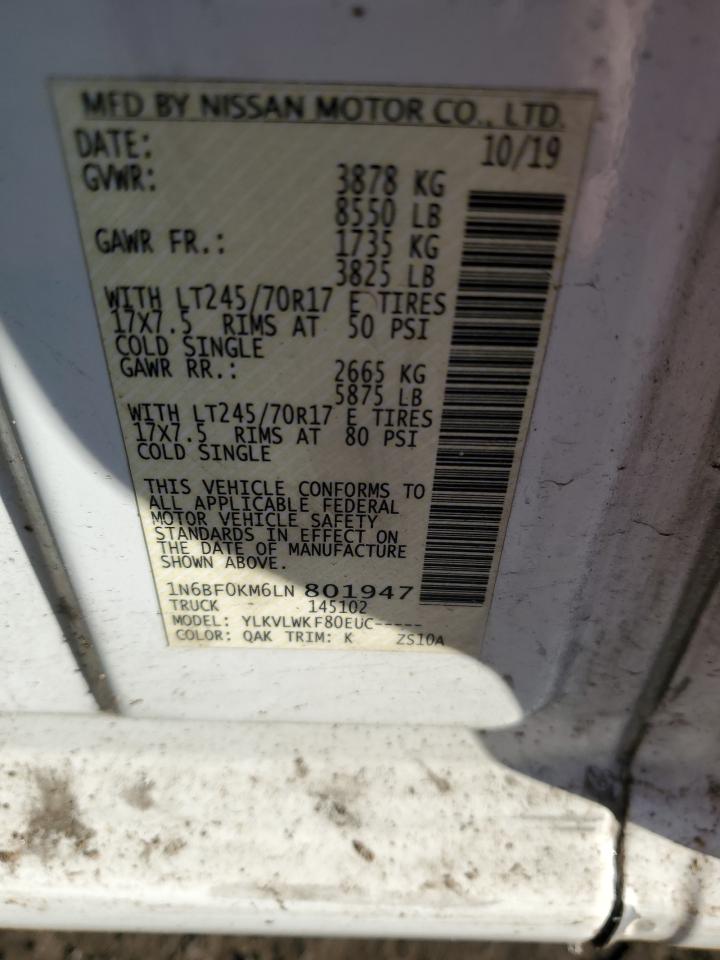 MFD BY NISSAN MOTOR CO., LTD.
DATE: 10/19
GVWR: 3878 KG
8550 LB
GAWR FR.: 1735 KG
3825 LB
WITH LT245/70R17 E TIRES
17X7.5 RIMS AT 50 PSI
COLD SINGLE
GAWR RR.: 2665 KG
5875 LB
WITH LT245/70R17 E TIRES
17X7.5 RIMS AT 80 PSI
COLD SINGLE
THIS VEHICLE CONFORMS TO
ALL APPLICABLE FEDERAL
MOTOR VEHICLE SAFETY
STANDARDS IN EFFECT ON
THE DATE OF MANUFACTURE
SHOWN ABOVE.
1N6BF0KM6LN 801947
TRUCK 145102
MODEL: YLKVLWKF80EUC-----
COLOR: QAK TRIM: K ZS10A